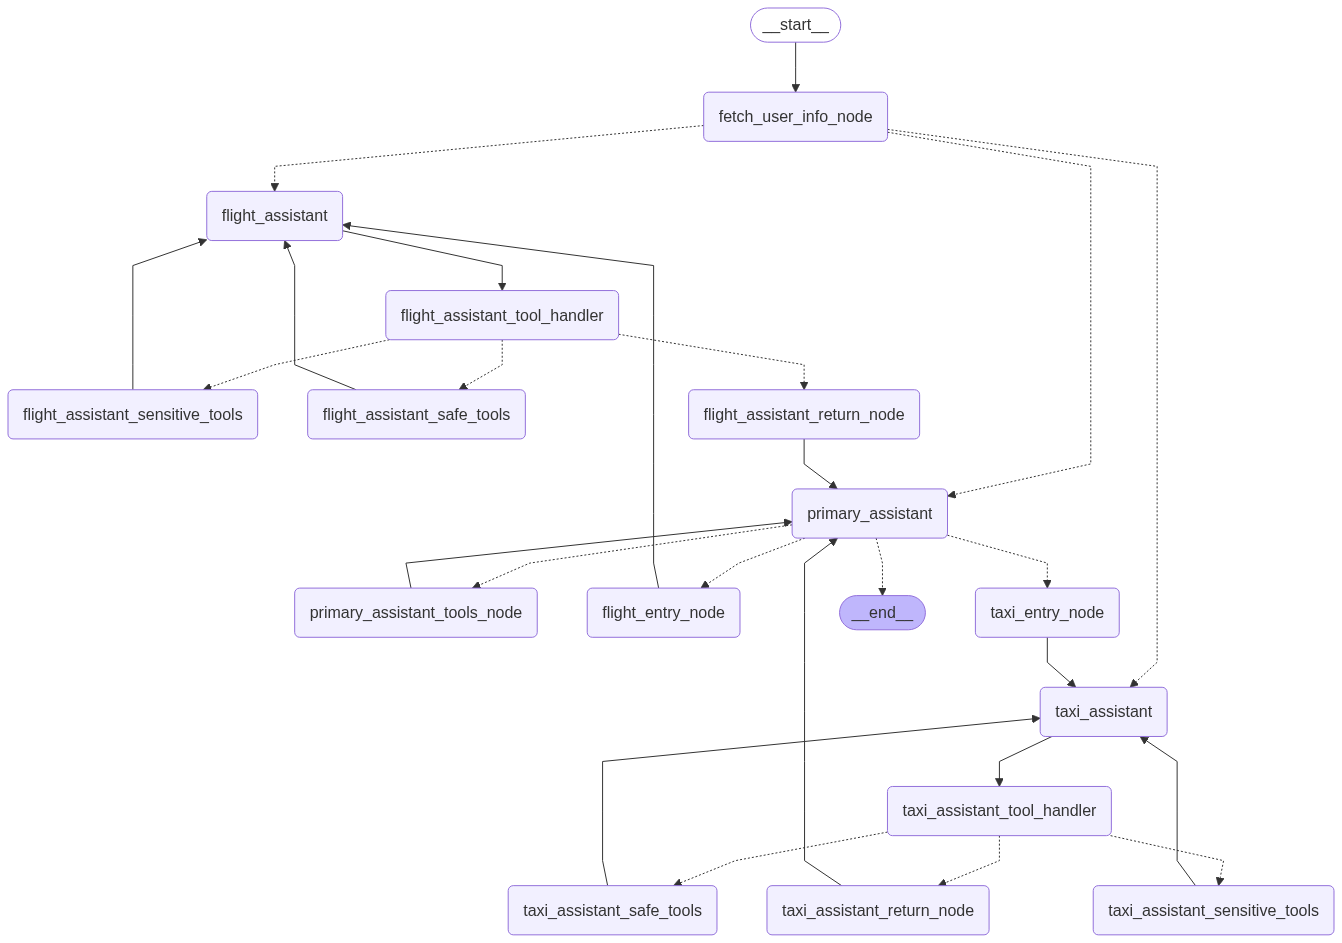 __start__
fetch_user_info_node
flight_assistant
flight_assistant_tool_handler
flight_assistant_sensitive_tools
flight_assistant_safe_tools
flight_assistant_return_node
primary_assistant
primary_assistant_tools_node
flight_entry_node
__end__
taxi_entry_node
taxi_assistant
taxi_assistant_tool_handler
taxi_assistant_safe_tools
taxi_assistant_return_node
taxi_assistant_sensitive_tools